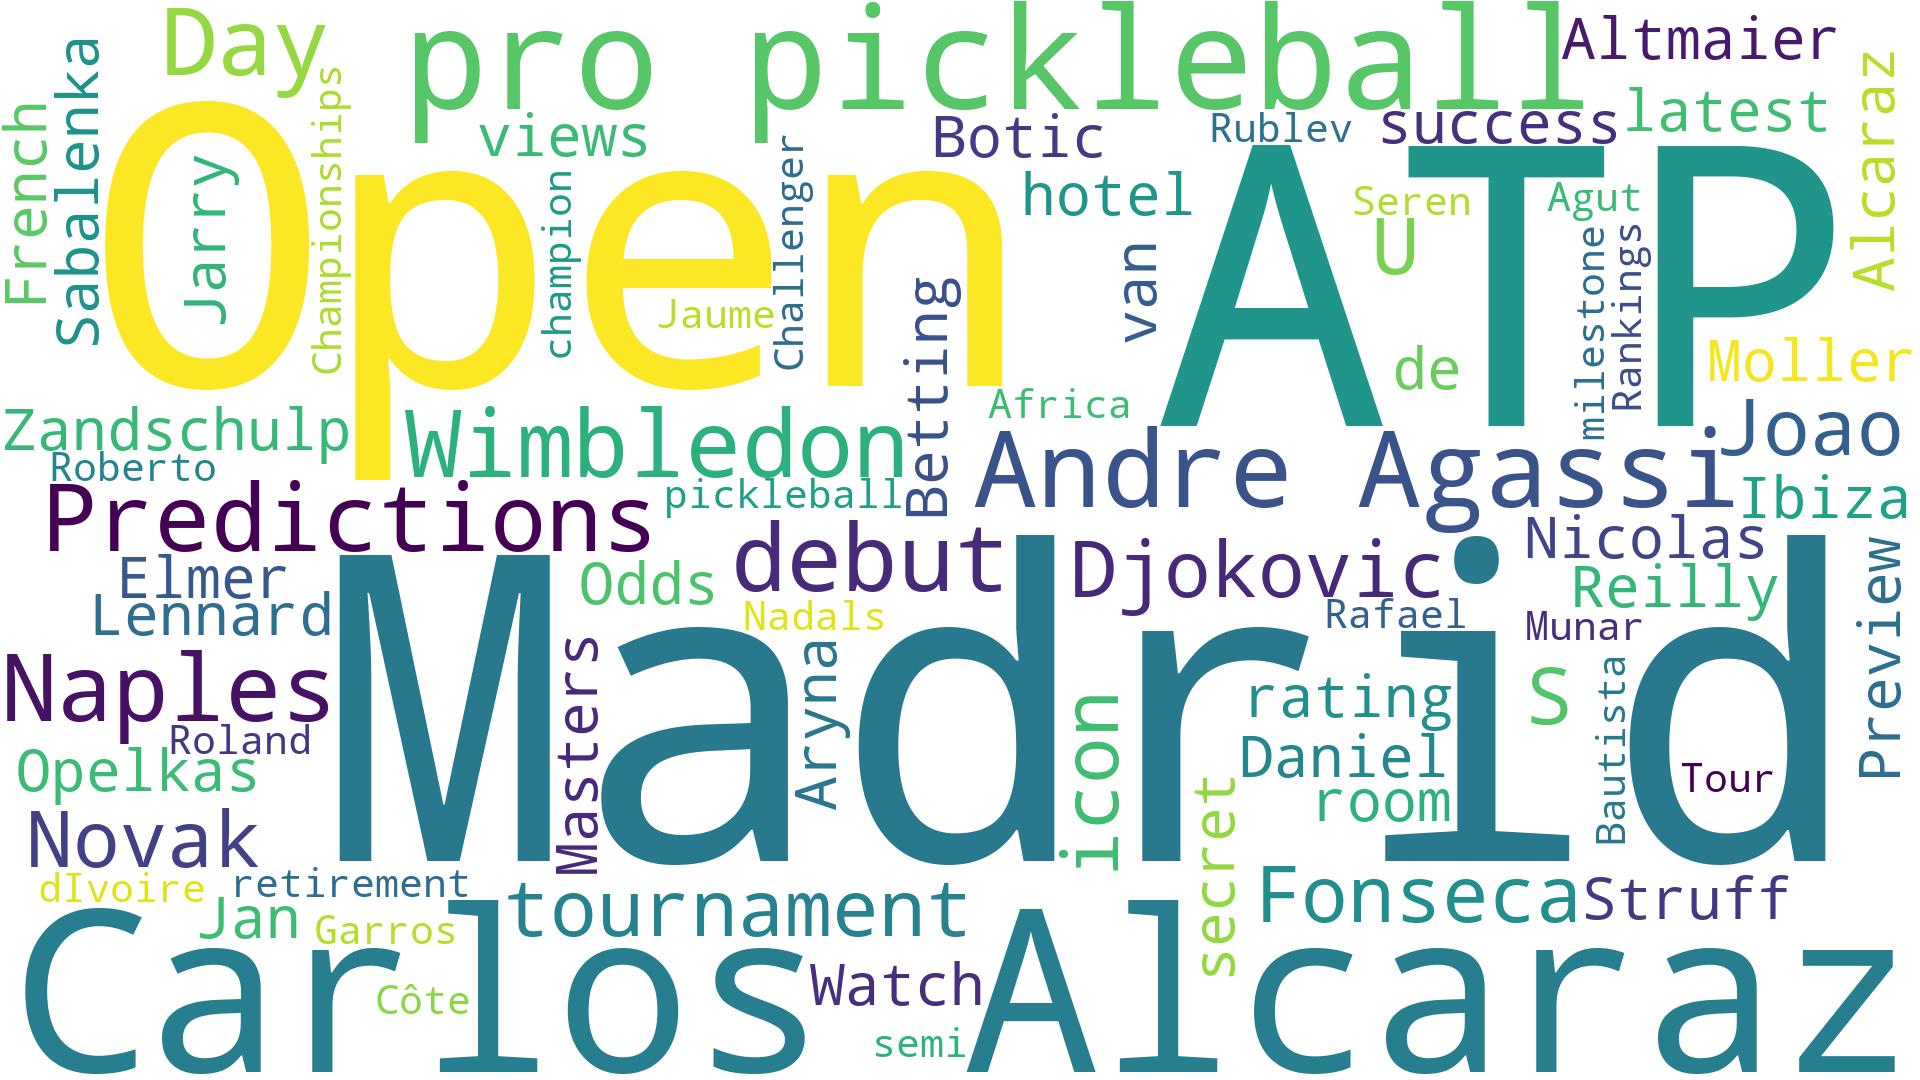 Day
pro pickleball
Altmaier
Sabalenka
French
Championships
Alcaraz
views
Botic
Rublev
success
latest
Open
ATP
Jarry
champion
Challenger
hotel
Seren
Agut
U
van
milestone
Rankings
Jaume
Betting
de
Moller
Africa
Zandschulp
Wimbledon
Joao
Roberto
Andre Agassi
Predictions
pickleball
Ibiza
Nicolas
debut
Djokovic
Elmer
Odds
Reilly
Preview
Lennard
Nadals
Rafael
Munar
Madrid
Naples
Masters
Aryna
icon
rating
S
Bautista
Roland
Opelkas
Daniel
Tour
room
secret
Novak
dIvoire
retirement
Fonseca
Struff
Jan
Garros
tournament
Carlos Alcaraz
Watch
Côte
semi